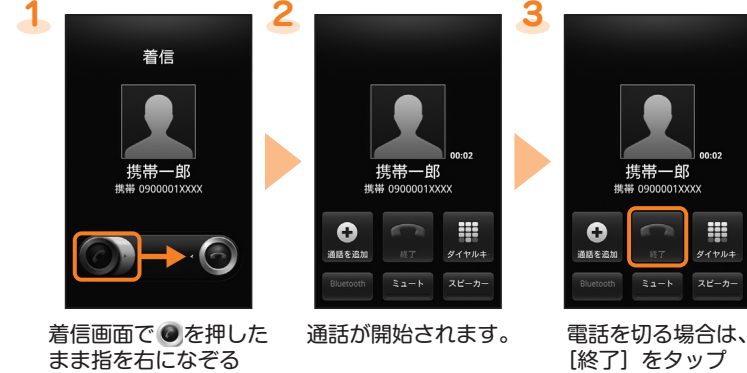 1
着信
携帯一郎
携帯 0900001XXXX
着信画面で を押した
まま指を右になぞる
2
00:02
携帯一郎
携帯 0900001XXXX
通話を追加
終了
ダイヤルキ
Bluetooth
ミュート
スピーカー
通話が開始されます。
3
00:02
携帯一郎
携帯 0900001XXXX
通話を追加
終了
ダイヤルキ
Bluetooth
ミュート
スピーカー
電話を切る場合は、
[終了] をタップ